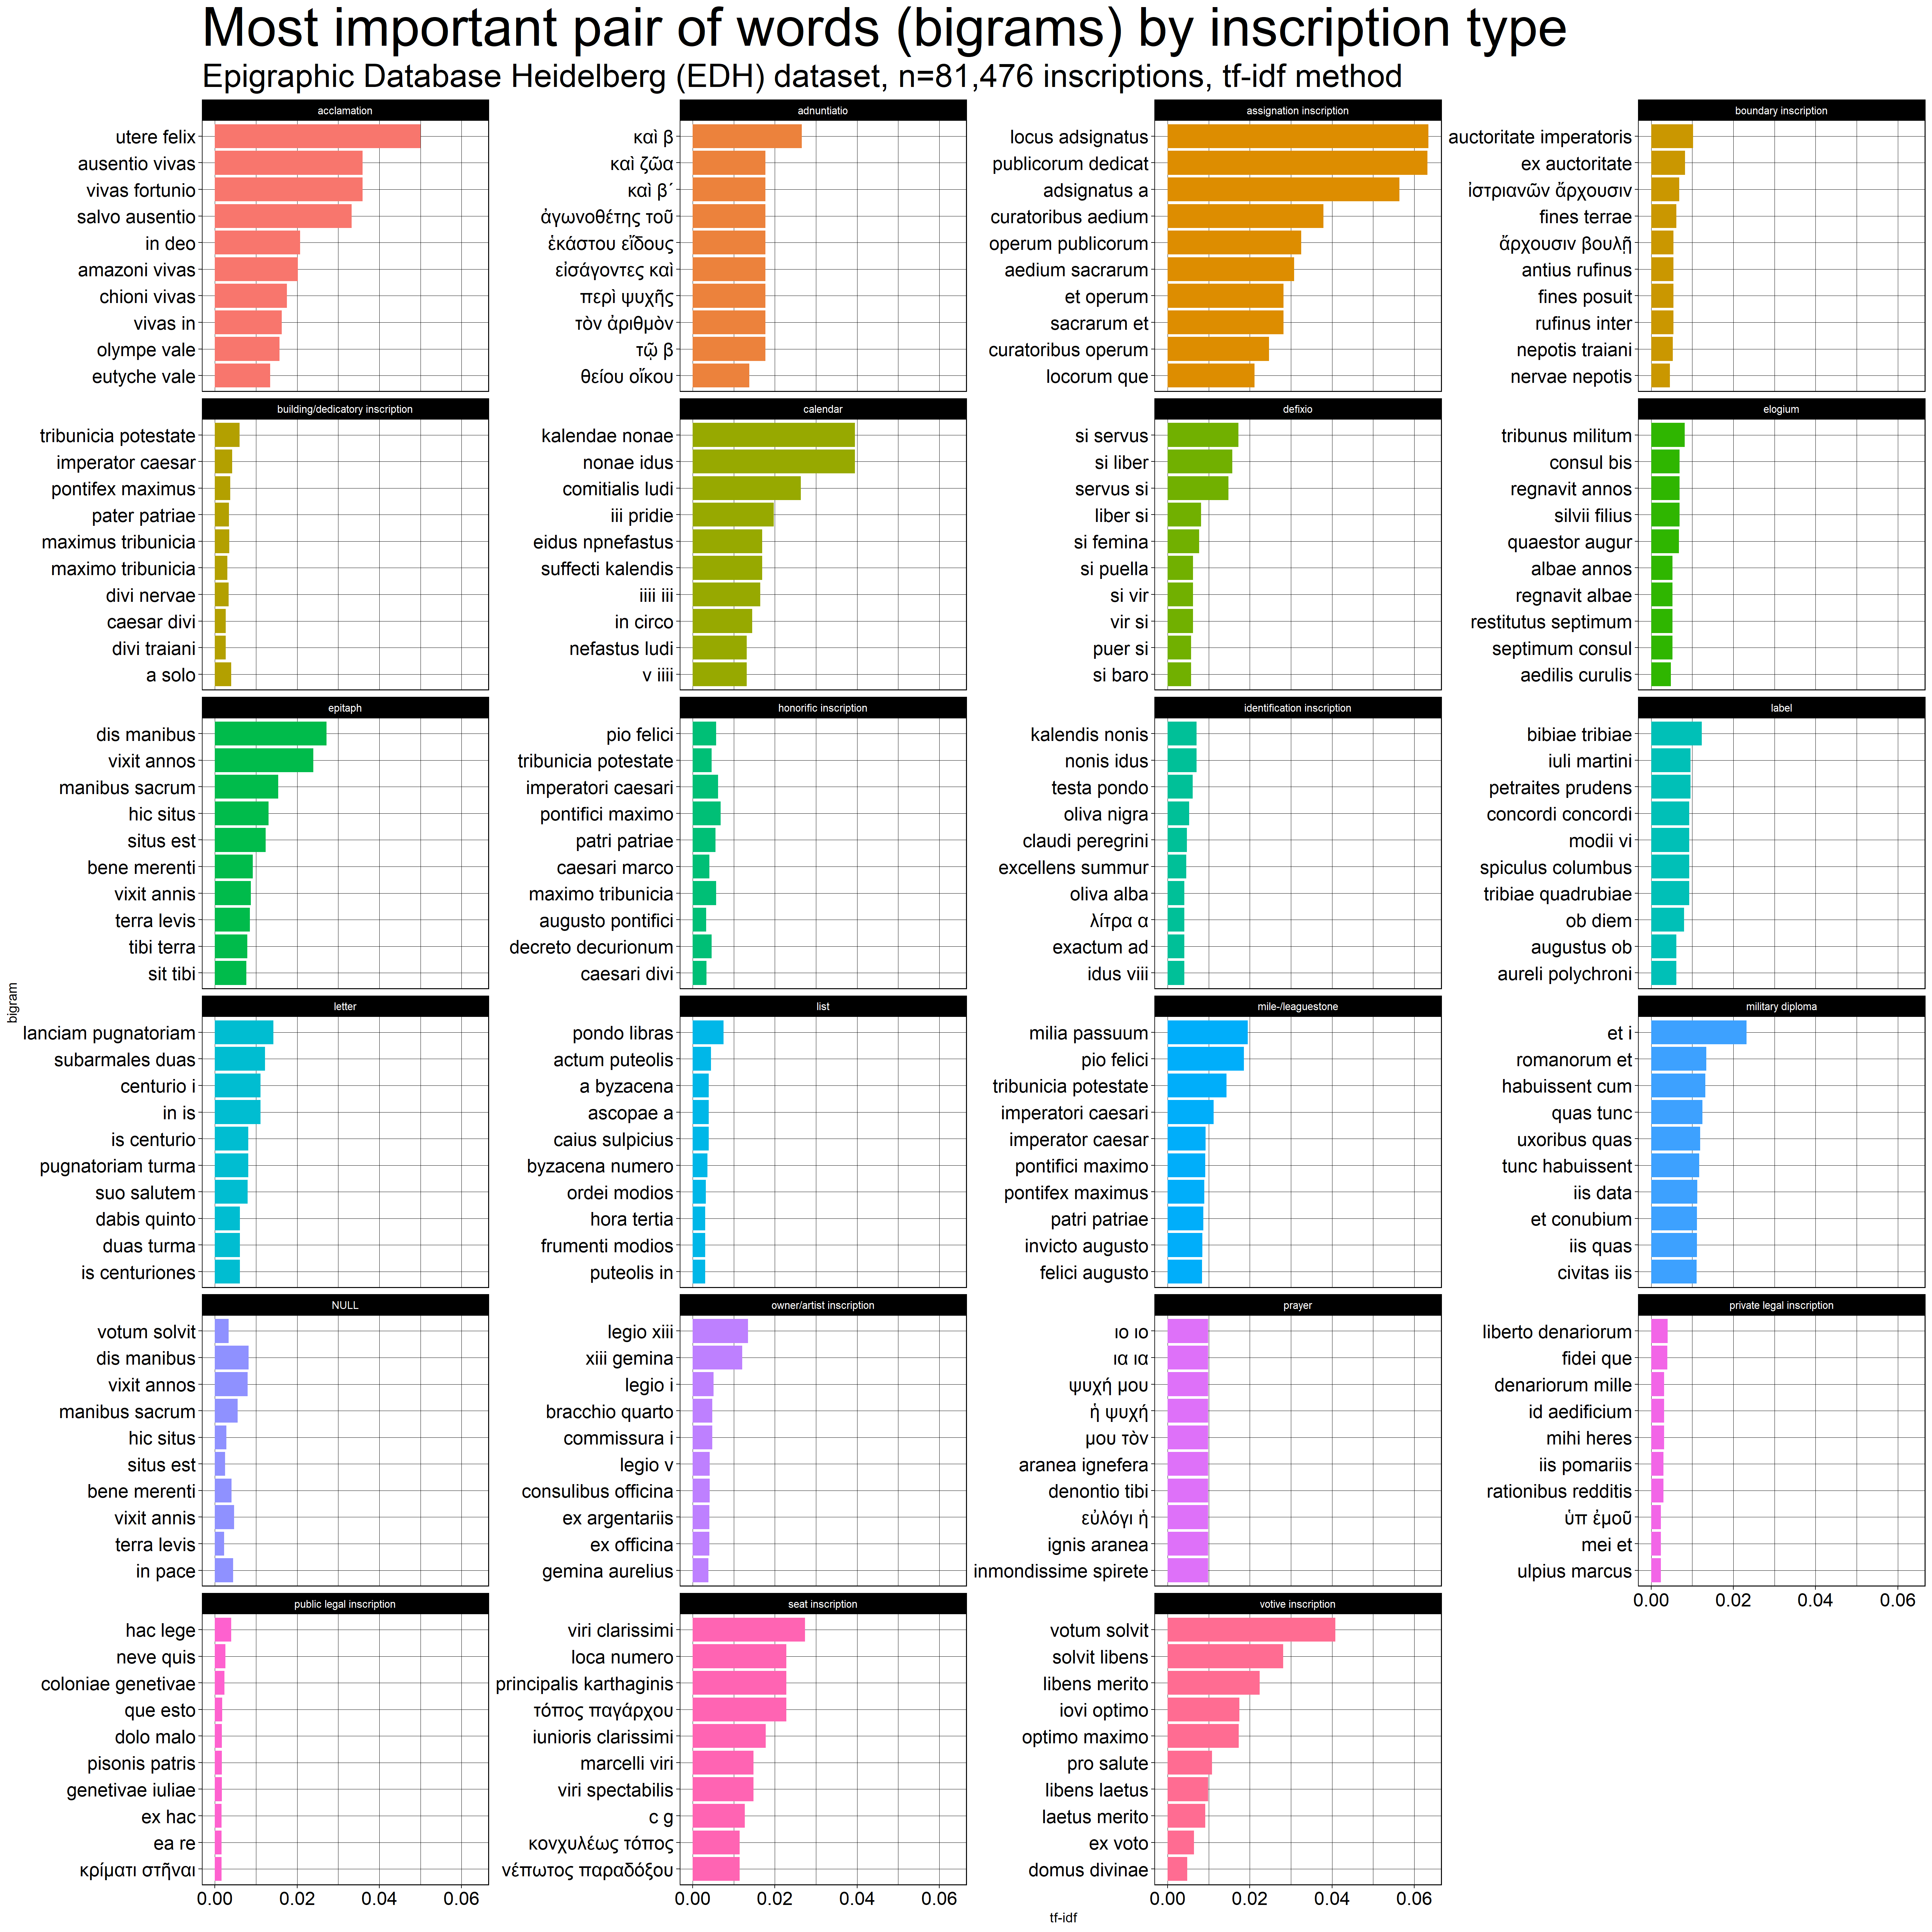 Most important pair of words (bigrams) by inscription type
Epigraphic Database Heidelberg (EDH) dataset, n=81,476 inscriptions, tf-idf method
acclamation
utere felix
ausentio vivas
vivas fortunio
salvo ausentio
in deo
amazoni vivas
chioni vivas
vivas in
olympe vale
eutyche vale
adnuntiatio
καὶ β
καὶ ζῶα
καὶ β´
ἀγωνοθέτης τοῦ
ἑκάστου εἴδους
εἰσάγοντες καὶ
περὶ ψυχῆς
τὸν ἀριθμὸν
τῷ β
θείου οἴκου
assignation inscription
locus adsignatus
publicorum dedicat
adsignatus a
curatoribus aedium
operum publicorum
aedium sacrarum
et operum
sacrarum et
curatoribus operum
locorum que
boundary inscription
auctoritate imperatoris
ex auctoritate
ἰστριανῶν ἄρχουσιν
fines terrae
ἄρχουσιν βουλῇ
antius rufinus
fines posuit
rufinus inter
nepotis traiani
nervae nepotis
building/dedicatory inscription
tribunicia potestate
imperator caesar
pontifex maximus
pater patriae
maximus tribunicia
maximo tribunicia
divi nervae
caesar divi
divi traiani
a solo
calendar
kalendae nonae
nonae idus
comitialis ludi
iii pridie
eidus npnefastus
suffecti kalendis
iiii iii
in circo
nefastus ludi
v iiii
defixio
si servus
si liber
servus si
liber si
si femina
si puella
si vir
vir si
puer si
si baro
elogium
tribunus militum
consul bis
regnavit annos
silvii filius
quaestor augur
albae annos
regnavit albae
restitutus septimum
septimum consul
aedilis curulis
epitaph
dis manibus
vixit annos
manibus sacrum
hic situs
situs est
bene merenti
vixit annis
terra levis
tibi terra
sit tibi
honorific inscription
pio felici
tribunicia potestate
imperatori caesari
pontifici maximo
patri patriae
caesari marco
maximo tribunicia
augusto pontifici
decreto decurionum
caesari divi
identification inscription
kalendis nonis
nonis idus
testa pondo
oliva nigra
claudi peregrini
excellens summur
oliva alba
λίτρα α
exactum ad
idus viii
label
bibiae tribiae
iuli martini
petraites prudens
concordi concordi
modii vi
spiculus columbus
tribiae quadrubiae
ob diem
augustus ob
aureli polychroni
bigram
letter
lanciam pugnatoriam
subarmales duas
centurio i
in is
is centurio
pugnatoriam turma
suo salutem
dabis quinto
duas turma
is centuriones
list
pondo libras
actum puteolis
a byzacena
ascopae a
caius sulpicius
byzacena numero
ordei modios
hora tertia
frumenti modios
puteolis in
mile-/leaguestone
milia passuum
pio felici
tribunicia potestate
imperatori caesari
imperator caesar
pontifici maximo
pontifex maximus
patri patriae
invicto augusto
felici augusto
military diploma
et i
romanorum et
habuissent cum
quas tunc
uxoribus quas
tunc habuissent
iis data
et conubium
iis quas
civitas iis
NULL
votum solvit
dis manibus
vixit annos
manibus sacrum
hic situs
situs est
bene merenti
vixit annis
terra levis
in pace
owner/artist inscription
legio xiii
xiii gemina
legio i
bracchio quarto
commissura i
legio v
consulibus officina
ex argentariis
ex officina
gemina aurelius
prayer
ιο ιο
ια ια
ψυχή μου
ἡ ψυχή
μου τὸν
aranea ignefera
denontio tibi
εὐλόγι ἡ
ignis aranea
inmondissime spirete
private legal inscription
liberto denariorum
fidei que
denariorum mille
id aedificium
mihi heres
iis pomariis
rationibus redditis
ὑπ ἐμοῦ
mei et
ulpius marcus
0.00 0.02 0.04 0.06
public legal inscription
hac lege
neve quis
coloniae genetivae
que esto
dolo malo
pisonis patris
genetivae iuliae
ex hac
ea re
κρίματι στῆναι
0.00 0.02 0.04 0.06
seat inscription
viri clarissimi
loca numero
principalis karthaginis
τόπος παγάρχου
iunioris clarissimi
marcelli viri
viri spectabilis
c g
κονχυλέως τόπος
νέπωτος παραδόξου
0.00 0.02 0.04 0.06
votive inscription
votum solvit
solvit libens
libens merito
iovi optimo
optimo maximo
pro salute
libens laetus
laetus merito
ex voto
domus divinae
0.00 0.02 0.04 0.06
tf-idf